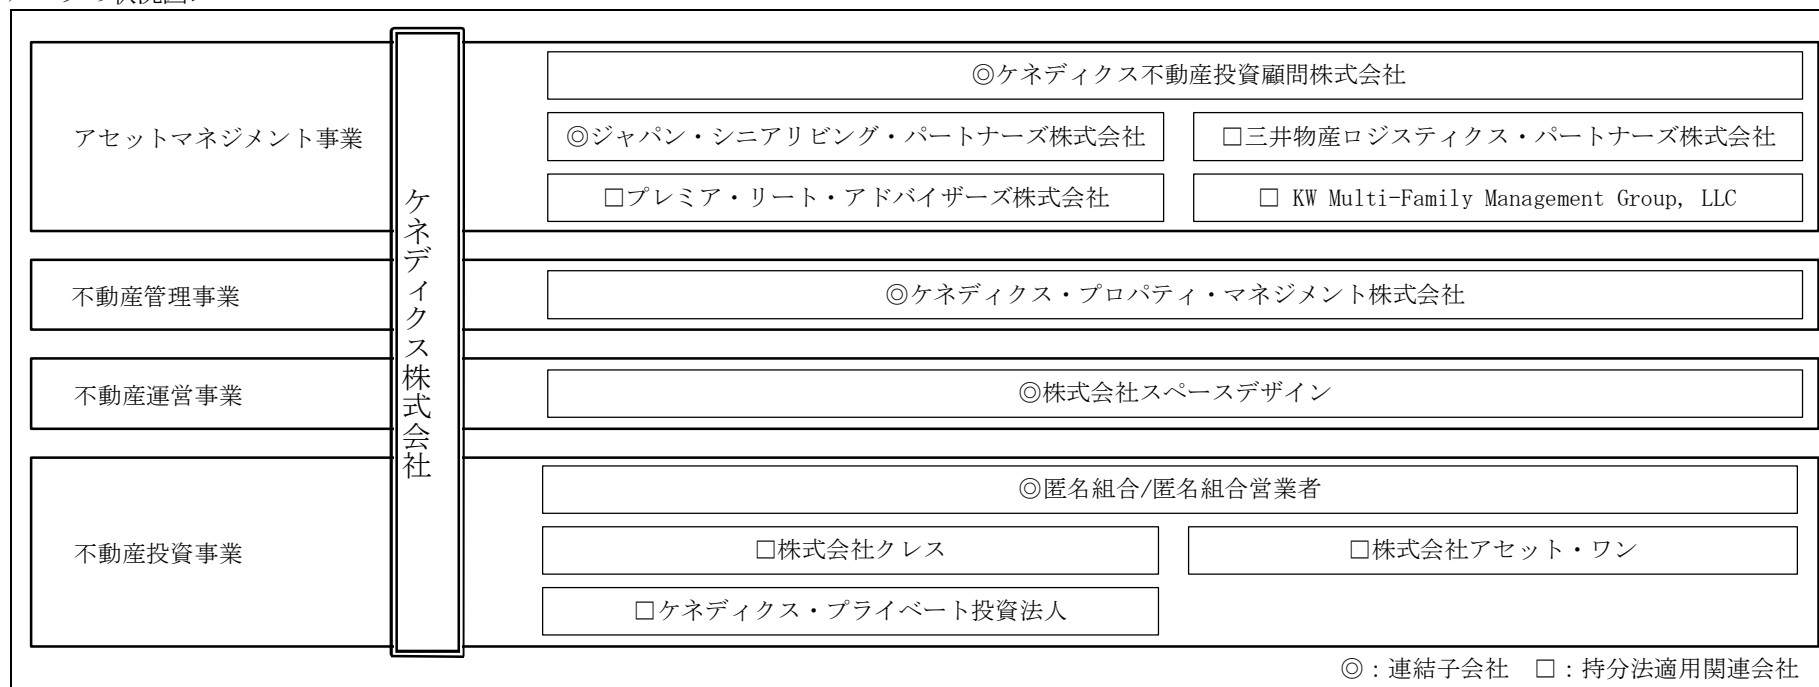 アセットマネジメント事業
◎ケネディクス不動産投資顧問株式会社
◎ジャパン・シニアリビング・パートナーズ株式会社
□三井物産ロジスティクス・パートナーズ株式会社
□プレミア・リート・アドバイザーズ株式会社
□ KW Multi-Family Management Group, LLC
ケネディクス株式会社
不動産管理事業
◎ケネディクス・プロパティ・マネジメント株式会社
不動産運営事業
◎株式会社スペースデザイン
不動産投資事業
◎匿名組合/匿名組合営業者
□株式会社クレス
□株式会社アセット・ワン
□ケネディクス・プライベート投資法人
◎：連結子会社　□：持分法適用関連会社